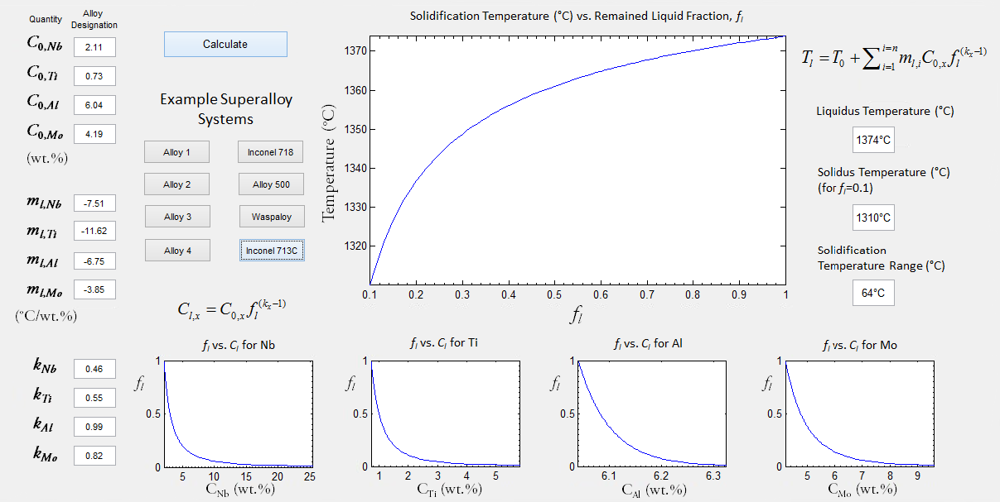 Quantity
Alloy
Designation
C0,Nb 2.11
C0,Ti 0.73
C0,Al 6.04
C0,Mo 4.19
(wt.%)
ml,Nb -7.51
ml,Ti -11.62
ml,Al -6.75
ml,Mo -3.85
(°C/wt.%)
kNb 0.46
kTi 0.55
kAl 0.99
kMo 0.82
Calculate
Example Superalloy
Systems
Alloy 1 Inconel 718
Alloy 2 Alloy 500
Alloy 3 Waspaloy
Alloy 4 Inconel 713C
Cl,x = C0,x fl^(kx−1)
Solidification Temperature (°C) vs. Remained Liquid Fraction, fl
Temperature (°C)
1370
1360
1350
1340
1330
1320
0.1 0.2 0.3 0.4 0.5 0.6 0.7 0.8 0.9 1
fl
Tl = T0 + ∑i=1^i=n ml,i C0,x fl^(kx−1)
Liquidus Temperature (°C)
1374°C
Solidus Temperature (°C)
(for fl=0.1)
1310°C
Solidification
Temperature Range (°C)
64°C
fl vs. Cl for Nb
fl
1
0.5
0
5 10 15 20 25
CNb (wt.%)
fl vs. Cl for Ti
fl
1
0.5
0
1 2 3 4 5
CTi (wt.%)
fl vs. Cl for Al
fl
1
0.5
0
6.1 6.2 6.3
CAl (wt.%)
fl vs. Cl for Mo
fl
1
0.5
0
5 6 7 8 9
CMo (wt.%)